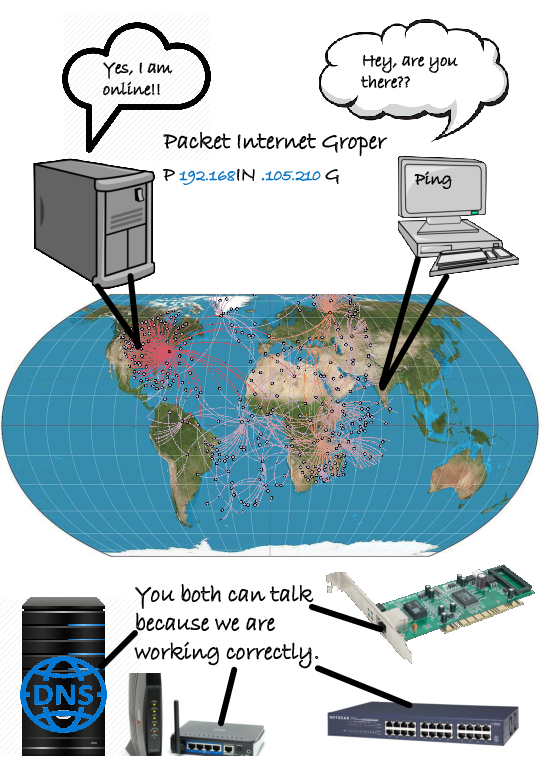 Yes, I am
online!!
Hey, are you
there??
Packet Internet Groper
P 192.168IN .105.210 G
Ping
You both can talk
because we are
working correctly.
DNS
NETGEAR